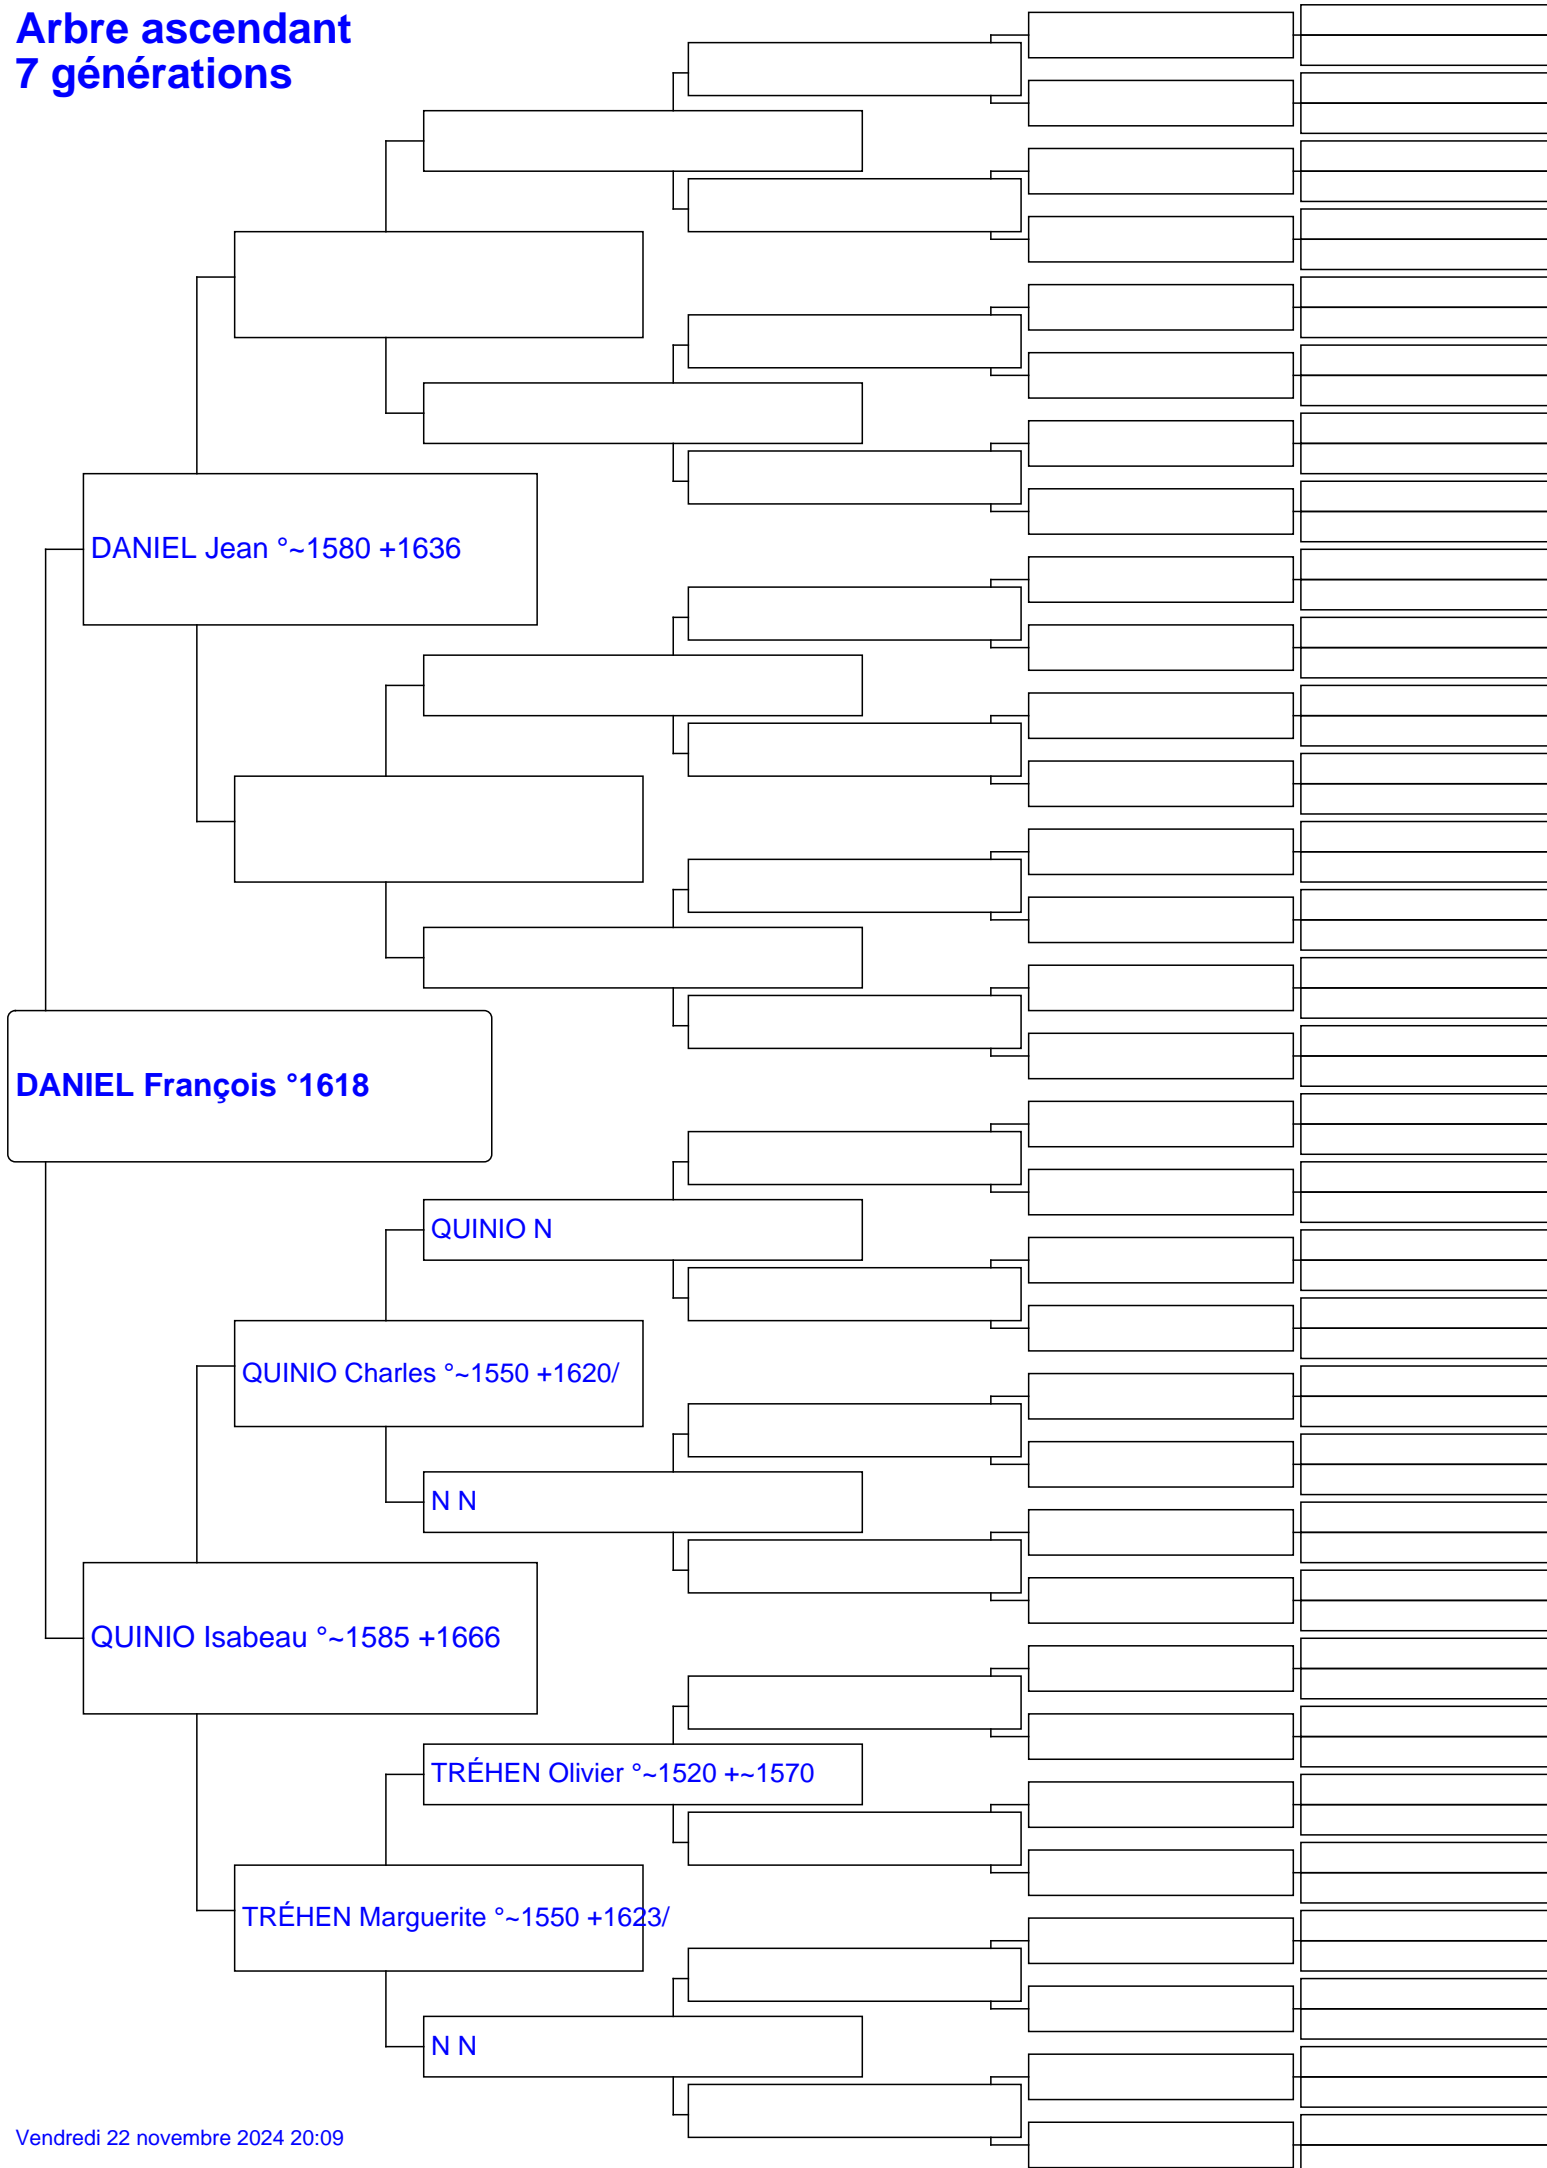 Arbre ascendant
7 générations
DANIEL Jean °~1580 +1636
DANIEL François °1618
QUINIO N
QUINIO Charles °~1550 +1620/
N N
QUINIO Isabeau °~1585 +1666
TRÉHEN Olivier °~1520 +~1570
TRÉHEN Marguerite °~1550 +1623/
N N
Vendredi 22 novembre 2024 20:09